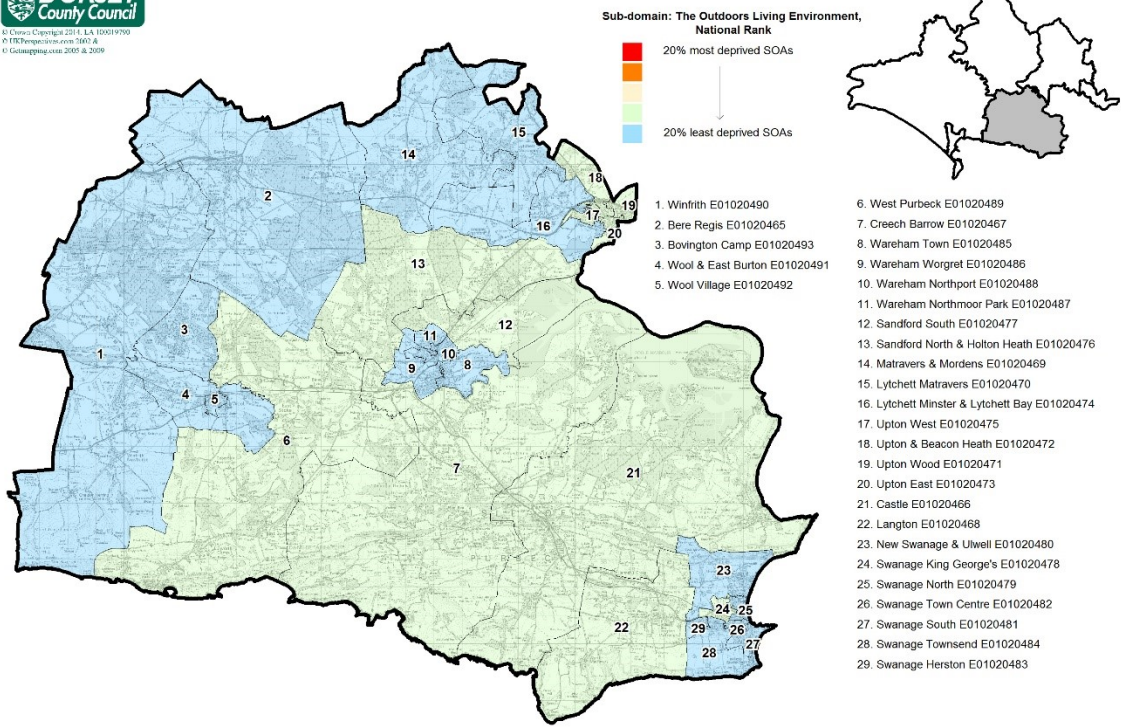 DORSET
County Council
© Crown Copyright 2014. LA 100019790
© UKPerspectives.com 2002 &
© Getmapping.com 2005 & 2009
Sub-domain: The Outdoors Living Environment,
National Rank
20% most deprived SOAs
20% least deprived SOAs
1. Winfrith E01020490
2. Bere Regis E01020465
3. Bovington Camp E01020493
4. Wool & East Burton E01020491
5. Wool Village E01020492
6. West Purbeck E01020489
7. Creech Barrow E01020467
8. Wareham Town E01020485
9. Wareham Worgret E01020486
10. Wareham Northport E01020488
11. Wareham Northmoor Park E01020487
12. Sandford South E01020477
13. Sandford North & Holton Heath E01020476
14. Matravers & Mordens E01020469
15. Lytchett Matravers E01020470
16. Lytchett Minster & Lytchett Bay E01020474
17. Upton West E01020475
18. Upton & Beacon Heath E01020472
19. Upton Wood E01020471
20. Upton East E01020473
21. Castle E01020466
22. Langton E01020468
23. New Swanage & Ulwell E01020480
24. Swanage King George's E01020478
25. Swanage North E01020479
26. Swanage Town Centre E01020482
27. Swanage South E01020481
28. Swanage Townsend E01020484
29. Swanage Herston E01020483
15
14
18
2
19
17
16
20
13
12
3
11
1
10
9
8
4
5
6
7
21
23
24
25
22
29
26
27
28